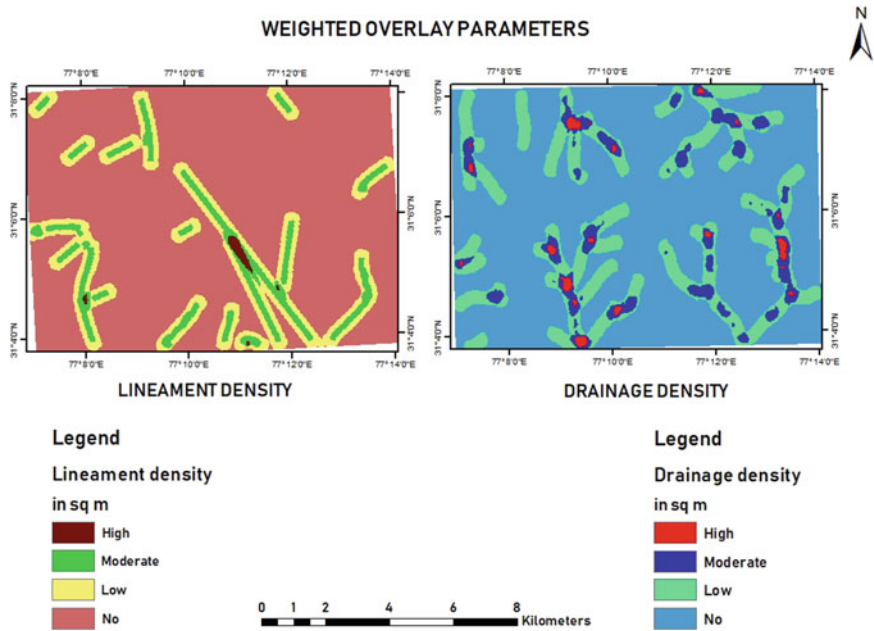 WEIGHTED OVERLAY PARAMETERS
N
77°8'0"E 77°10'0"E 77°12'0"E 77°14'0"E
77°8'0"E 77°10'0"E 77°12'0"E 77°14'0"E
31°8'0"N 31°6'0"N 31°4'0"N
31°8'0"N 31°6'0"N 31°4'0"N
31°6'0"N 31°4'0"N
31°6'0"N 31°4'0"N
77°8'0"E 77°10'0"E 77°12'0"E 77°14'0"E
77°8'0"E 77°10'0"E 77°12'0"E 77°14'0"E
LINEAMENT DENSITY
DRAINAGE DENSITY
Legend
Lineament density
in sq m
High
Moderate
Low
No
0 1 2 4 6 8
Kilometers
Legend
Drainage density
in sq m
High
Moderate
Low
No